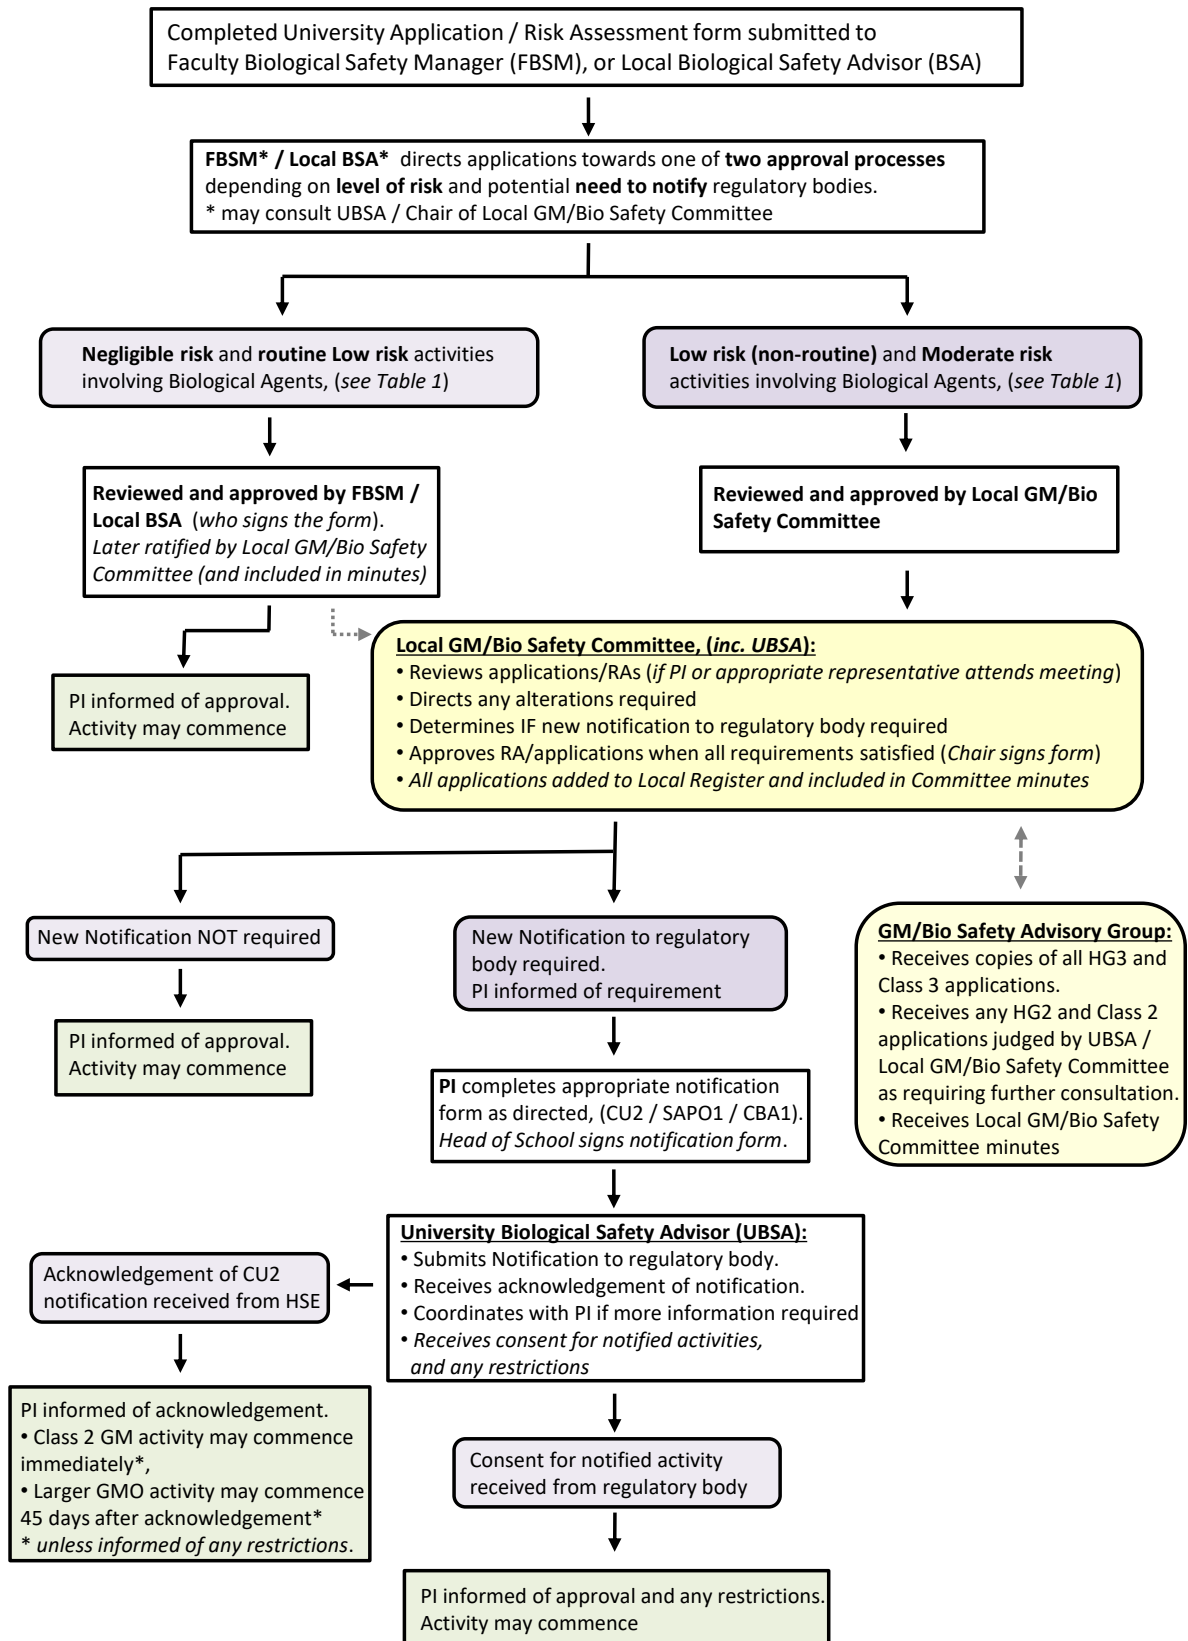 Completed University Application / Risk Assessment form submitted to
Faculty Biological Safety Manager (FBSM), or Local Biological Safety Advisor (BSA)
FBSM* / Local BSA* directs applications towards one of two approval processes
depending on level of risk and potential need to notify regulatory bodies.
* may consult UBSA / Chair of Local GM/Bio Safety Committee
Negligible risk and routine Low risk activities
involving Biological Agents, (see Table 1)
Low risk (non-routine) and Moderate risk
activities involving Biological Agents, (see Table 1)
Reviewed and approved by FBSM /
Local BSA (who signs the form).
Later ratified by Local GM/Bio Safety
Committee (and included in minutes)
Reviewed and approved by Local GM/Bio
Safety Committee
PI informed of approval.
Activity may commence
Local GM/Bio Safety Committee, (inc. UBSA):
• Reviews applications/RAs (if PI or appropriate representative attends meeting)
• Directs any alterations required
• Determines IF new notification to regulatory body required
• Approves RA/applications when all requirements satisfied (Chair signs form)
• All applications added to Local Register and included in Committee minutes
New Notification NOT required
PI informed of approval.
Activity may commence
New Notification to regulatory
body required.
PI informed of requirement
GM/Bio Safety Advisory Group:
• Receives copies of all HG3 and
Class 3 applications.
• Receives any HG2 and Class 2
applications judged by UBSA /
Local GM/Bio Safety Committee
as requiring further consultation.
• Receives Local GM/Bio Safety
Committee minutes
PI completes appropriate notification
form as directed, (CU2 / SAPO1 / CBA1).
Head of School signs notification form.
University Biological Safety Advisor (UBSA):
• Submits Notification to regulatory body.
• Receives acknowledgement of notification.
• Coordinates with PI if more information required
• Receives consent for notified activities,
and any restrictions
Acknowledgement of CU2
notification received from HSE
PI informed of acknowledgement.
• Class 2 GM activity may commence
immediately*,
• Larger GMO activity may commence
45 days after acknowledgement*
* unless informed of any restrictions.
Consent for notified activity
received from regulatory body
PI informed of approval and any restrictions.
Activity may commence